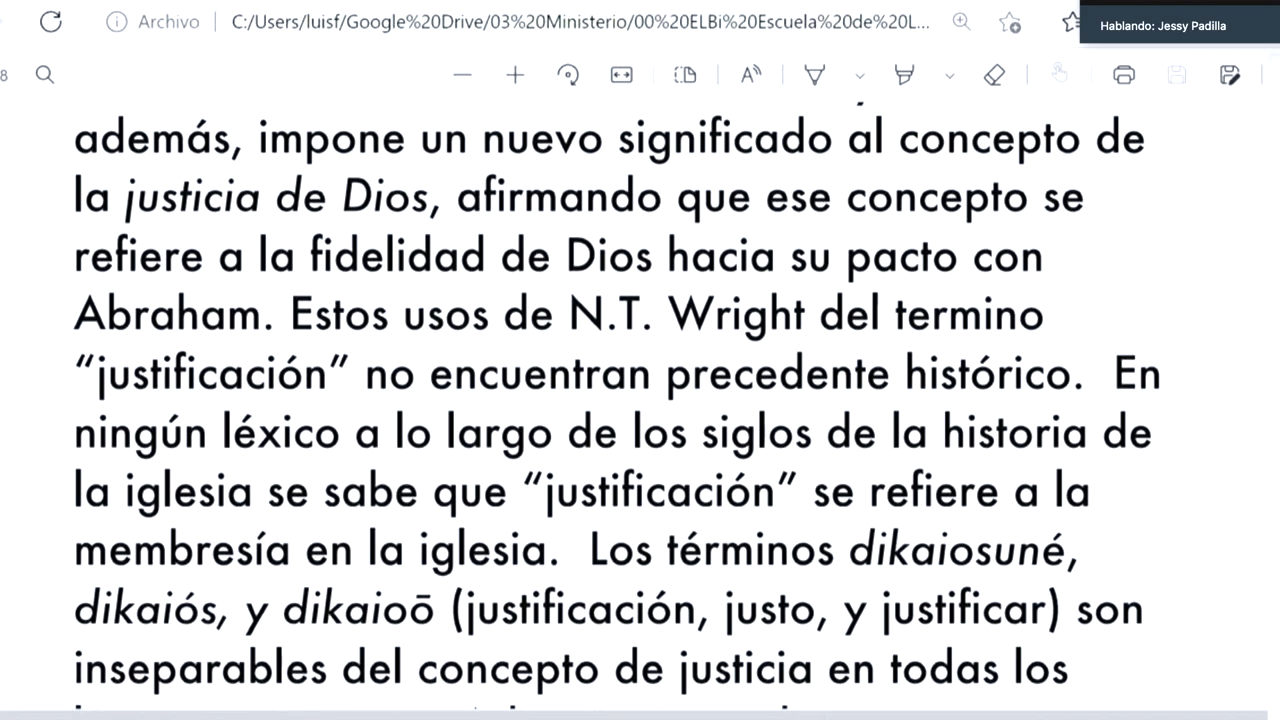 Archivo
C:/Users/luisf/Google%20Drive/03%20Ministerio/00%20ELBi%20Escuela%20de%20L...
Hablando: Jessy Padilla
8
además, impone un nuevo significado al concepto de
la justicia de Dios, afirmando que ese concepto se
refiere a la fidelidad de Dios hacia su pacto con
Abraham. Estos usos de N.T. Wright del termino
“justificación” no encuentran precedente histórico.  En
ningún léxico a lo largo de los siglos de la historia de
la iglesia se sabe que “justificación” se refiere a la
membresía en la iglesia.  Los términos dikaiosuné,
dikaiós, y dikaioō (justificación, justo, y justificar) son
inseparables del concepto de justicia en todas los